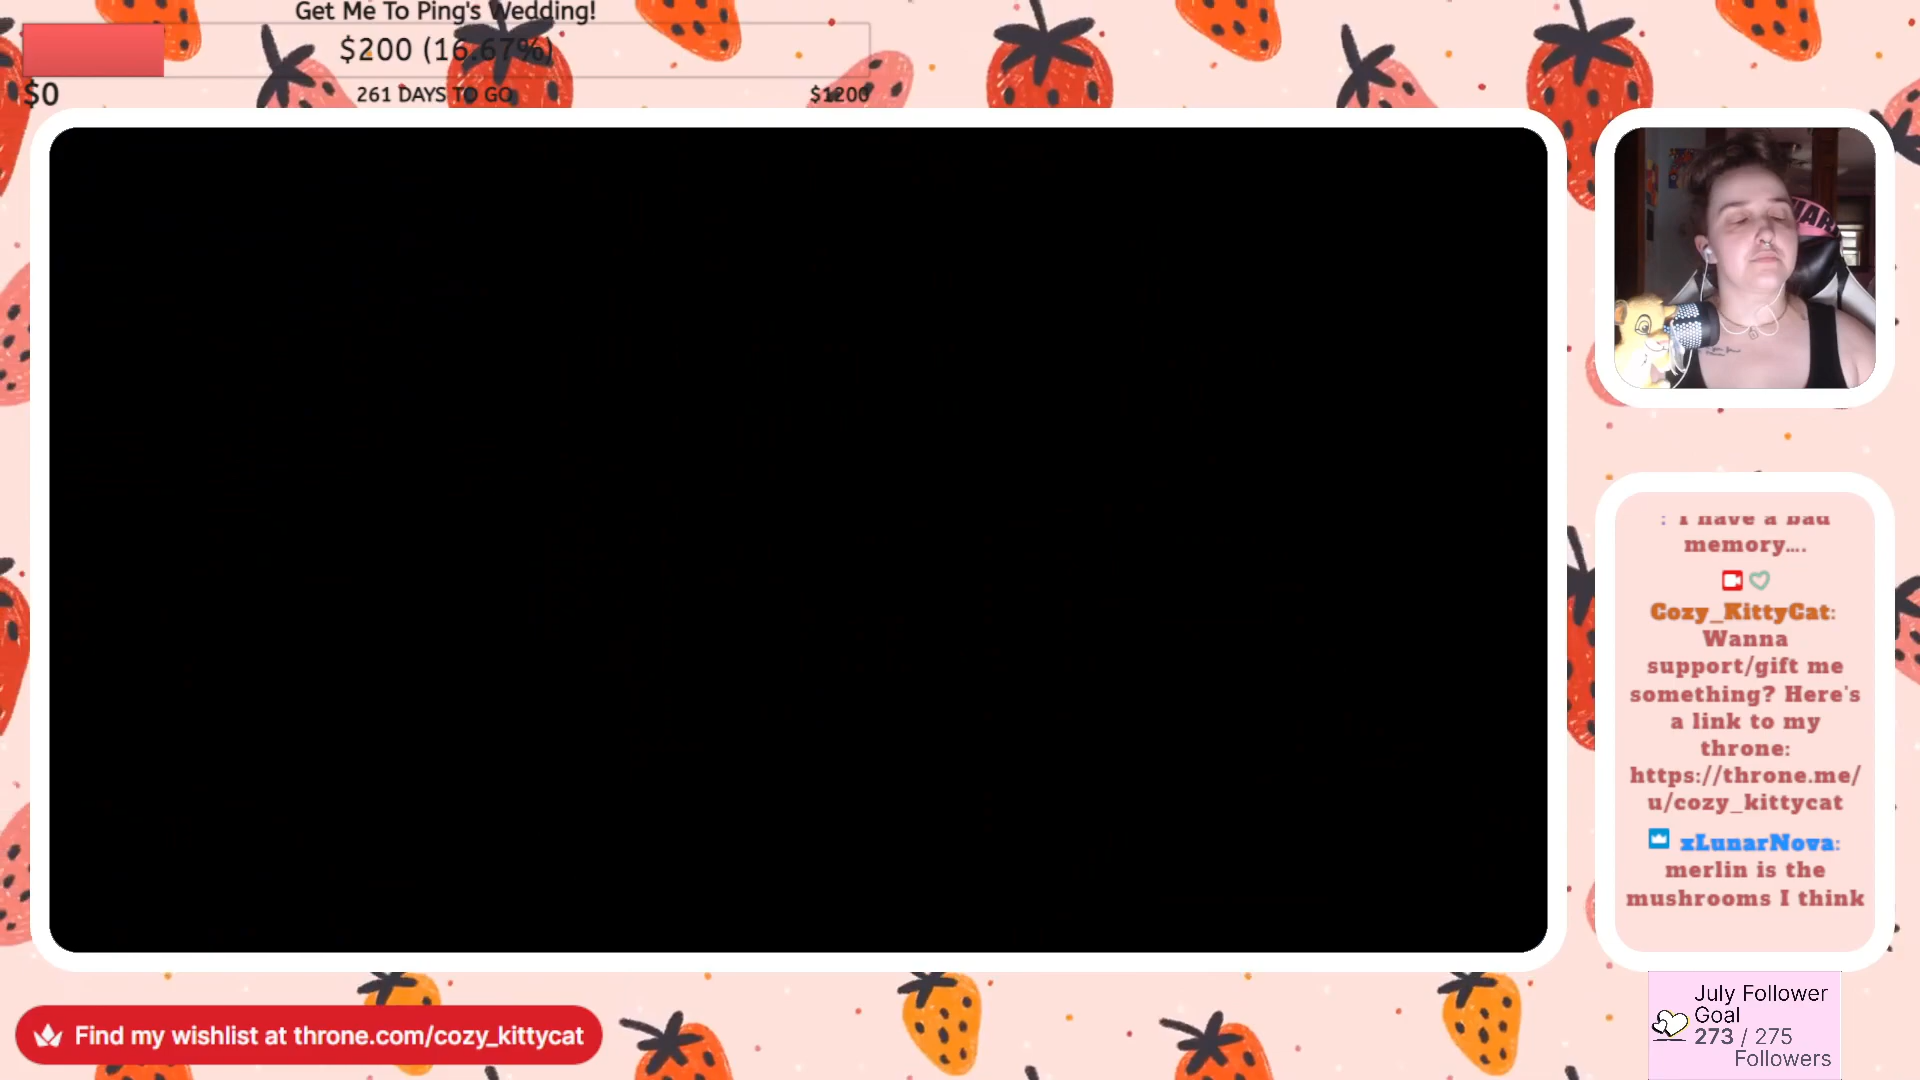 Get Me To Ping's Wedding!
$200 (16.67%)
$0
261 DAYS TO GO
$1200
: I have a bad
memory....
Cozy_KittyCat:
Wanna
support/gift me
something? Here's
a link to my
throne:
https://throne.me/
u/cozy_kittycat
xLunarNova:
merlin is the
mushrooms I think
Find my wishlist at throne.com/cozy_kittycat
July Follower
Goal
273 / 275
Followers